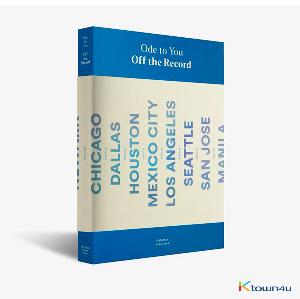 Ode to You
Off the Record
CHICAGO
DALLAS
HOUSTON
MEXICO CITY
LOS ANGELES
SEATTLE
SAN JOSE
MANILA
Ktown4u